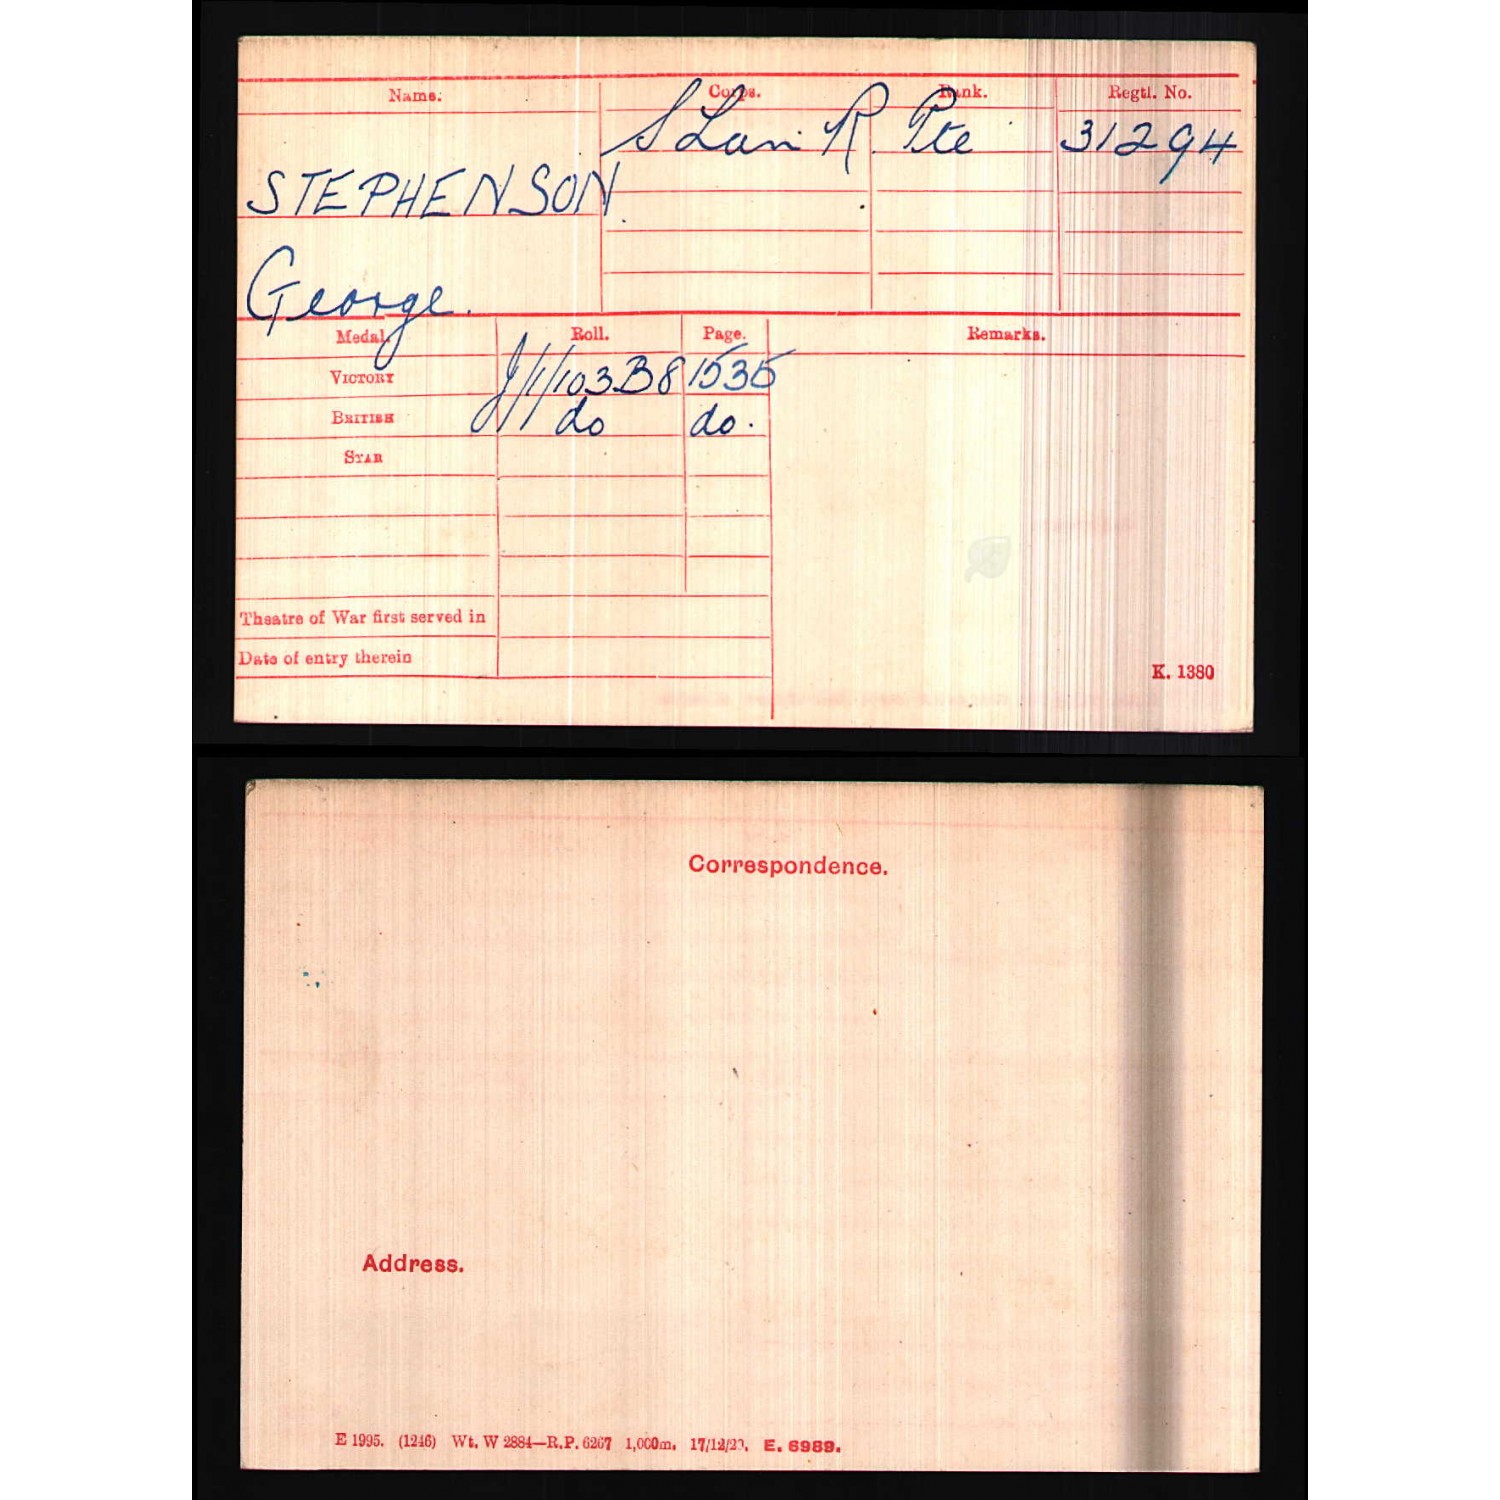 Name. Corps. Rank. Regtl. No.
S Lan R. Pte 31294
STEPHENSON.
George.
Medal. Roll. Page. Remarks.
VICTORY J/1/103B8 1535
BRITISH do do.
STAR
Theatre of War first served in
Date of entry therein
K. 1380
Correspondence.
Address.
E 1995. (1246) Wt. W 2884—R.P. 6267 1,000m. E. 6989.